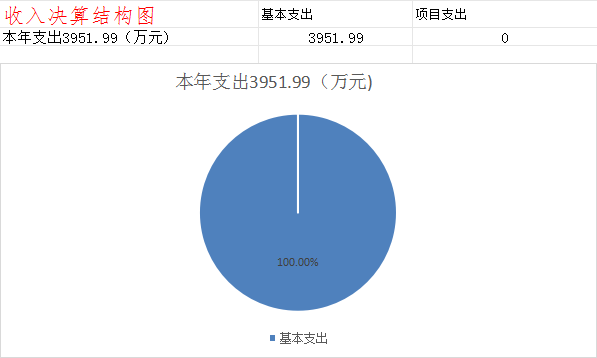 收入决算结构图 基本支出 项目支出
本年支出3951.99（万元） 3951.99 0
本年支出3951.99（万元)
100.00%
基本支出